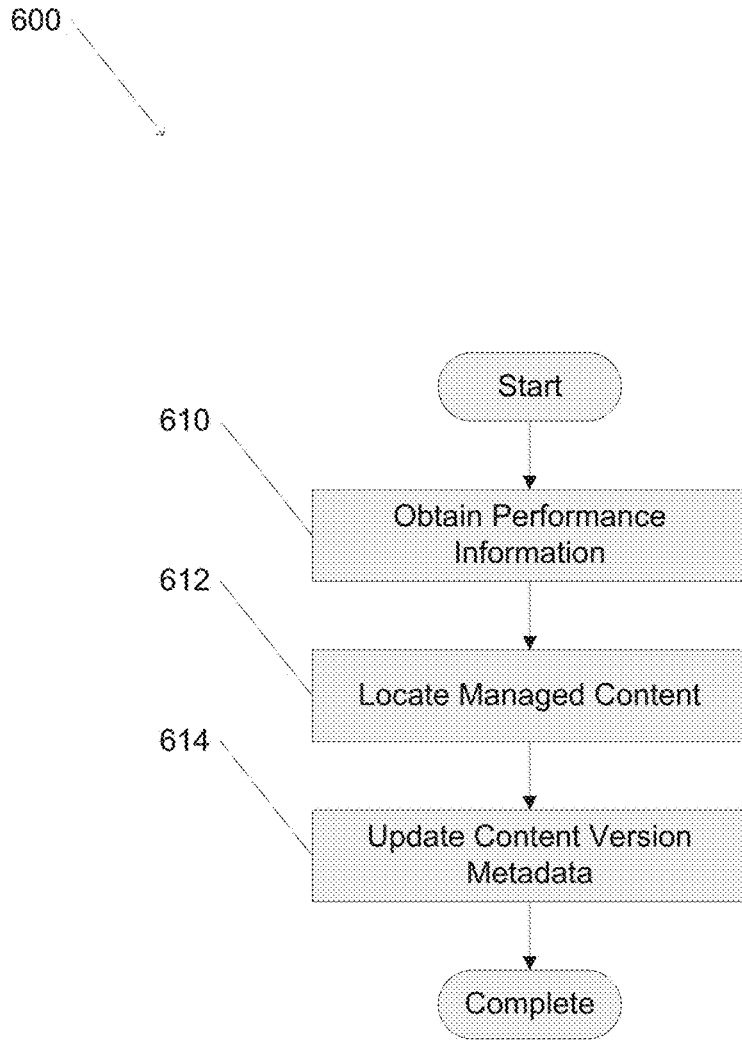 600
Start
610
Obtain Performance
Information
612
Locate Managed Content
614
Update Content Version
Metadata
Complete